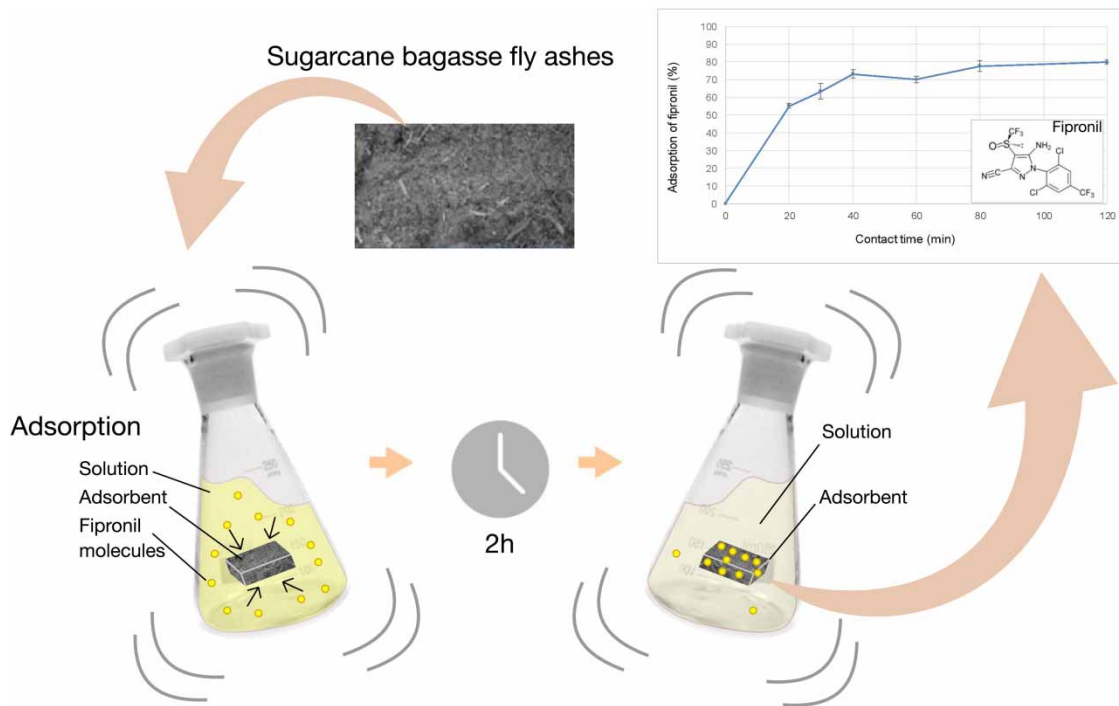 Sugarcane bagasse fly ashes
Adsorption of fipronil (%)
100
90
80
70
60
50
40
30
20
10
0
0 20 40 60 80 100 120
Contact time (min)
Fipronil
CF₃
O
S
NH₂
Cl
N
N
N
Cl
CF₃
Adsorption
Solution
Adsorbent
Fipronil
molecules
2h
Solution
Adsorbent